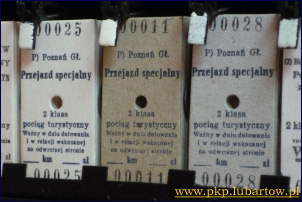 00025
P) Poznań Gł.
Przejazd specjalny
2 klasa
pociąg turystyczny
Ważny w dniu datowania
i w relacji wskazanej
na odwrotnej stronie
km zł
00025
00011
P) Poznań Gł.
Przejazd specjalny
2 klasa
pociąg turystyczny
Ważny w dniu datowania
i w relacji wskazanej
na odwrotnej stronie
km zł
00011
00028
P) Poznań Gł.
Przejazd specjalny
2 klasa
pociąg turystyczny
Ważny w dniu datowania
i w relacji wskazanej
na odwrotnej stronie
km zł
00028
www.pkp.lubartow.pl